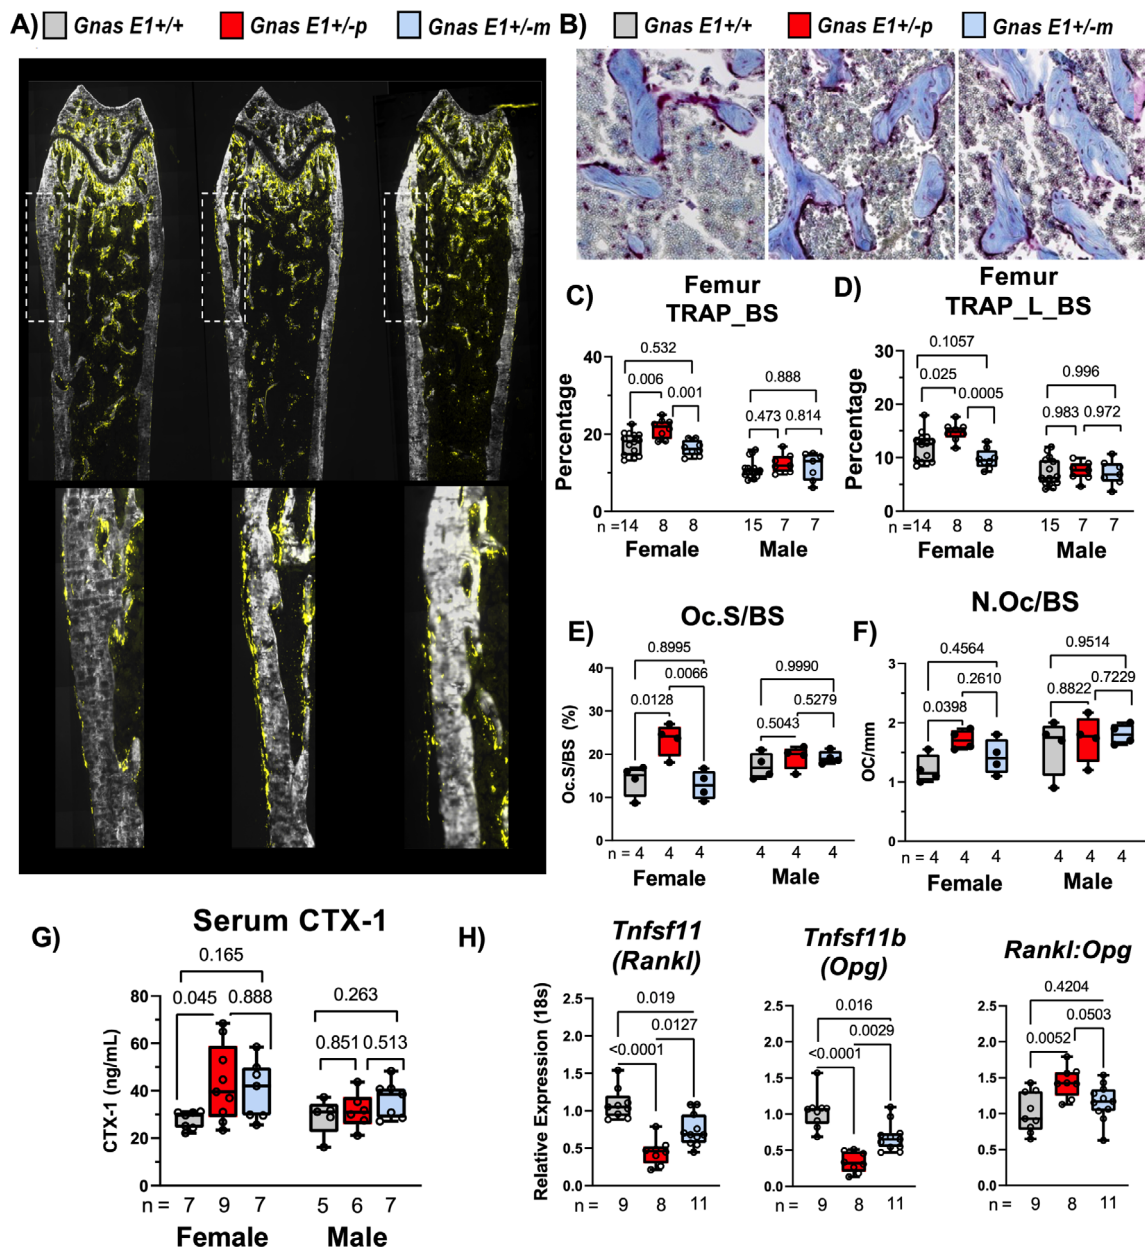 A) Gnas E1+/+ Gnas E1+/-p Gnas E1+/-m
B) Gnas E1+/+ Gnas E1+/-p Gnas E1+/-m
C) Femur
TRAP_BS
Percentage
40
20
0
0.532
0.006
0.001
0.888
0.473
0.814
n =14 8 8 15 7 7
Female Male
D) Femur
TRAP_L_BS
Percentage
30
20
10
0
0.1057
0.025
0.0005
0.996
0.983
0.972
n =14 8 8 15 7 7
Female Male
E) Oc.S/BS
Oc.S/BS (%)
40
30
20
10
0
0.8995
0.0066
0.0128
0.9990
0.5279
0.5043
n = 4 4 4 4 4 4
Female Male
F) N.Oc/BS
OC/mm
3
2
1
0
0.4564
0.2610
0.0398
0.9514
0.7229
0.8822
n = 4 4 4 4 4 4
Female Male
G) Serum CTX-1
CTX-1 (ng/mL)
80
60
40
20
0
0.165
0.045
0.888
0.263
0.851
0.513
n = 7 9 7 5 6 7
Female Male
H) Tnfsf11
(Rankl)
Relative Expression (18s)
2.5
2.0
1.5
1.0
0.5
0.0
0.019
0.0127
<0.0001
n = 9 8 11
Tnfsf11b
(Opg)
2.5
2.0
1.5
1.0
0.5
0.0
0.016
0.0029
<0.0001
n = 9 8 11
Rankl:Opg
2.5
2.0
1.5
1.0
0.5
0.0
0.4204
0.0503
0.0052
n = 9 8 11